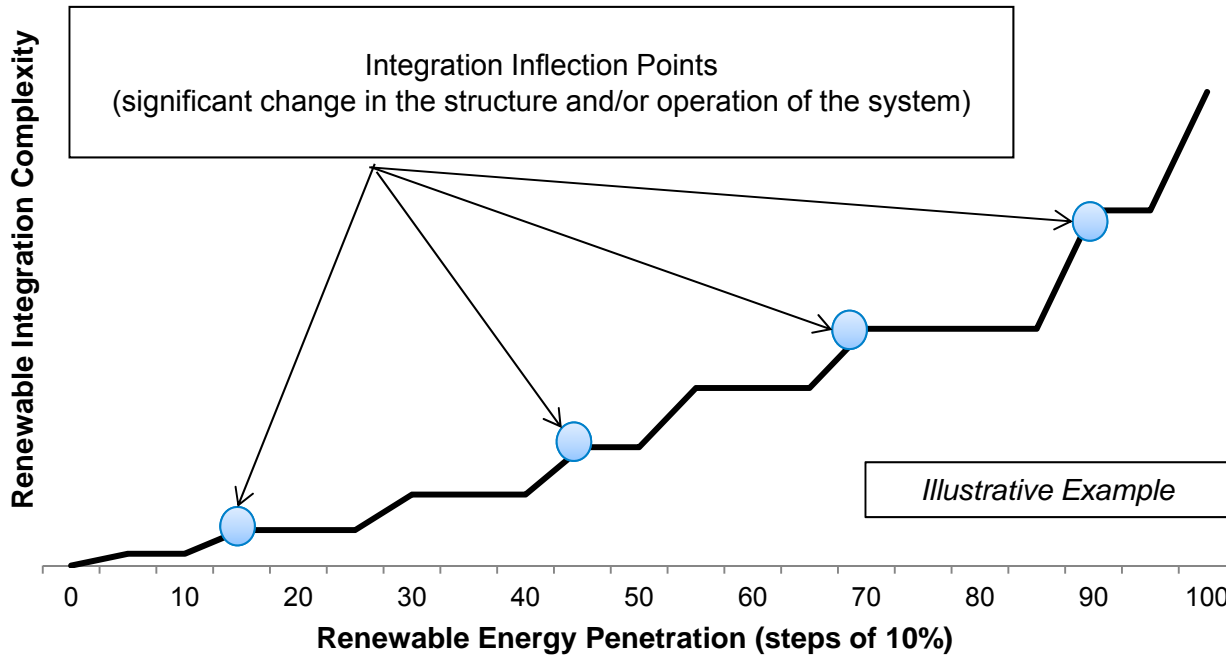 Integration Inflection Points
(significant change in the structure and/or operation of the system)
Renewable Integration Complexity
Illustrative Example
0 10 20 30 40 50 60 70 80 90 100
Renewable Energy Penetration (steps of 10%)